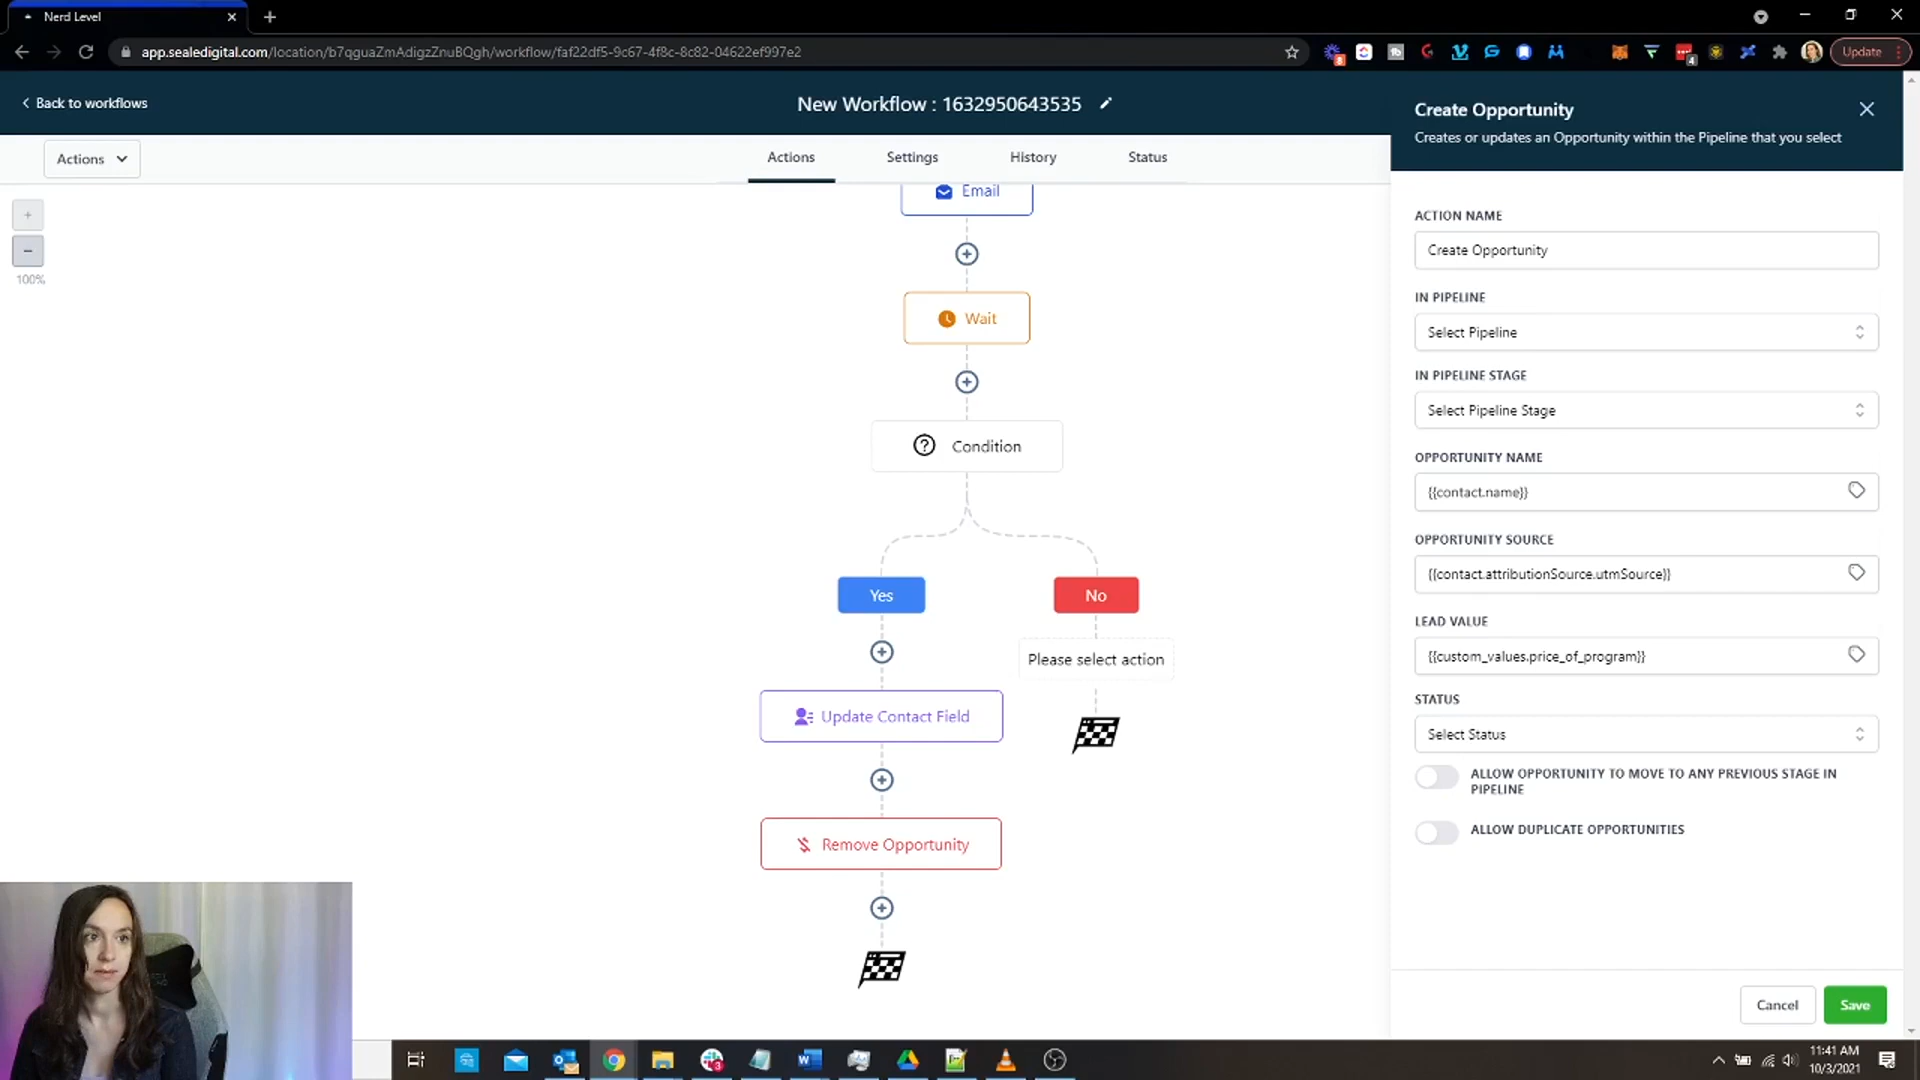 Nerd Level
app.sealedigital.com/location/b7qguaZmAdigzZnuBQgh/workflow/faf22df5-9c67-4f8c-8c82-04622ef997e2
8
4
Update
Back to workflows
New Workflow : 1632950643535
Actions
Actions
Settings
History
Status
+
−
100%
Email
Wait
Condition
Yes
No
Please select action
Update Contact Field
Remove Opportunity
Create Opportunity
Creates or updates an Opportunity within the Pipeline that you select
ACTION NAME
Create Opportunity
IN PIPELINE
Select Pipeline
IN PIPELINE STAGE
Select Pipeline Stage
OPPORTUNITY NAME
{{contact.name}}
OPPORTUNITY SOURCE
{{contact.attributionSource.utmSource}}
LEAD VALUE
{{custom_values.price_of_program}}
STATUS
Select Status
ALLOW OPPORTUNITY TO MOVE TO ANY PREVIOUS STAGE IN
PIPELINE
ALLOW DUPLICATE OPPORTUNITIES
Cancel
Save
11:41 AM
10/3/2021